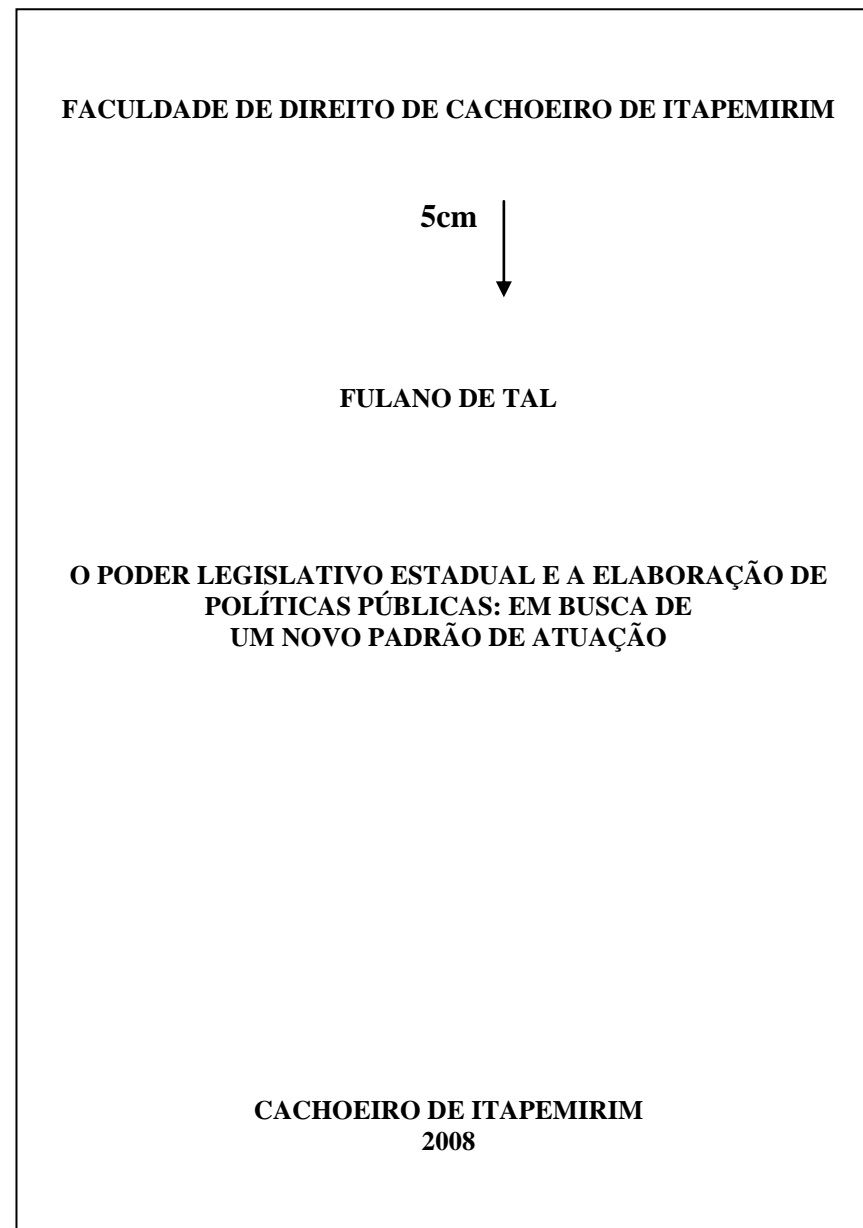 FACULDADE DE DIREITO DE CACHOEIRO DE ITAPEMIRIM
5cm
FULANO DE TAL
O PODER LEGISLATIVO ESTADUAL E A ELABORAÇÃO DE
POLÍTICAS PÚBLICAS: EM BUSCA DE
UM NOVO PADRÃO DE ATUAÇÃO
CACHOEIRO DE ITAPEMIRIM
2008